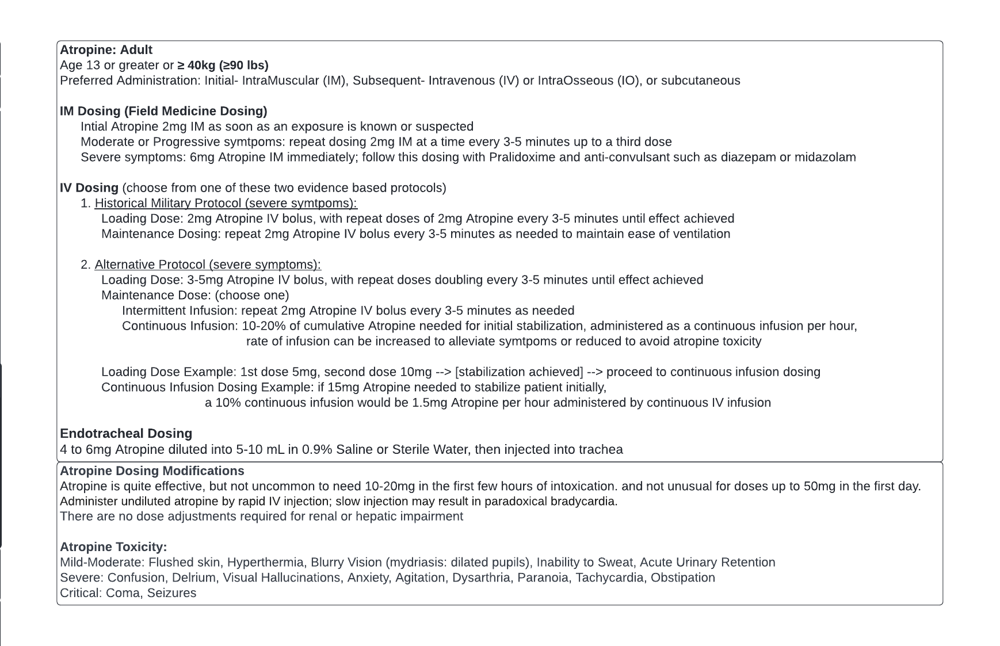 Atropine: Adult
Age 13 or greater or ≥ 40kg (≥90 lbs)
Preferred Administration: Initial- IntraMuscular (IM), Subsequent- Intravenous (IV) or IntraOsseous (IO), or subcutaneous
IM Dosing (Field Medicine Dosing)
Intial Atropine 2mg IM as soon as an exposure is known or suspected
Moderate or Progressive symtpoms: repeat dosing 2mg IM at a time every 3-5 minutes up to a third dose
Severe symptoms: 6mg Atropine IM immediately; follow this dosing with Pralidoxime and anti-convulsant such as diazepam or midazolam
IV Dosing (choose from one of these two evidence based protocols)
1. Historical Military Protocol (severe symtpoms):
Loading Dose: 2mg Atropine IV bolus, with repeat doses of 2mg Atropine every 3-5 minutes until effect achieved
Maintenance Dosing: repeat 2mg Atropine IV bolus every 3-5 minutes as needed to maintain ease of ventilation
2. Alternative Protocol (severe symptoms):
Loading Dose: 3-5mg Atropine IV bolus, with repeat doses doubling every 3-5 minutes until effect achieved
Maintenance Dose: (choose one)
Intermittent Infusion: repeat 2mg Atropine IV bolus every 3-5 minutes as needed
Continuous Infusion: 10-20% of cumulative Atropine needed for initial stabilization, administered as a continuous infusion per hour,
rate of infusion can be increased to alleviate symtpoms or reduced to avoid atropine toxicity
Loading Dose Example: 1st dose 5mg, second dose 10mg --> [stabilization achieved] --> proceed to continuous infusion dosing
Continuous Infusion Dosing Example: if 15mg Atropine needed to stabilize patient initially,
a 10% continuous infusion would be 1.5mg Atropine per hour administered by continuous IV infusion
Endotracheal Dosing
4 to 6mg Atropine diluted into 5-10 mL in 0.9% Saline or Sterile Water, then injected into trachea
Atropine Dosing Modifications
Atropine is quite effective, but not uncommon to need 10-20mg in the first few hours of intoxication. and not unusual for doses up to 50mg in the first day.
Administer undiluted atropine by rapid IV injection; slow injection may result in paradoxical bradycardia.
There are no dose adjustments required for renal or hepatic impairment
Atropine Toxicity:
Mild-Moderate: Flushed skin, Hyperthermia, Blurry Vision (mydriasis: dilated pupils), Inability to Sweat, Acute Urinary Retention
Severe: Confusion, Delrium, Visual Hallucinations, Anxiety, Agitation, Dysarthria, Paranoia, Tachycardia, Obstipation
Critical: Coma, Seizures